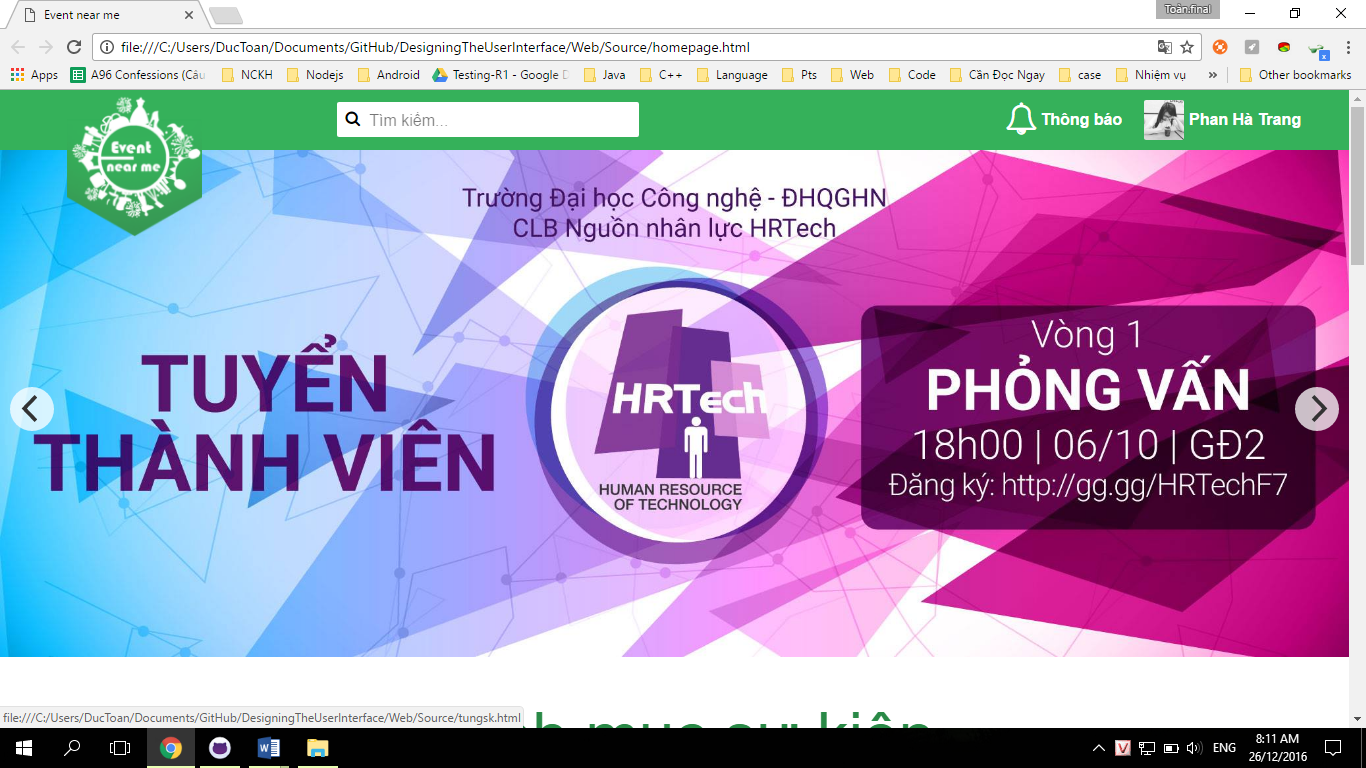 Event near me
Toản.final
file:///C:/Users/DucToan/Documents/GitHub/DesigningTheUserInterface/Web/Source/homepage.html
Apps A96 Confessions (Câu NCKH Nodejs Android Testing-R1 - Google D Java C++ Language Pts Web Code Cần Đọc Ngay case Nhiệm vụ » Other bookmarks
Event
near me
Tìm kiếm...
Thông báo
Phan Hà Trang
Trường Đại học Công nghệ - ĐHQGHN
CLB Nguồn nhân lực HRTech
TUYỂN
THÀNH VIÊN
HRTech
HUMAN RESOURCE
OF TECHNOLOGY
Vòng 1
PHỎNG VẤN
18h00 | 06/10 | GĐ2
Đăng ký: http://gg.gg/HRTechF7
h mục sự kiện
file:///C:/Users/DucToan/Documents/GitHub/DesigningTheUserInterface/Web/Source/tungsk.html
ENG
8:11 AM
26/12/2016